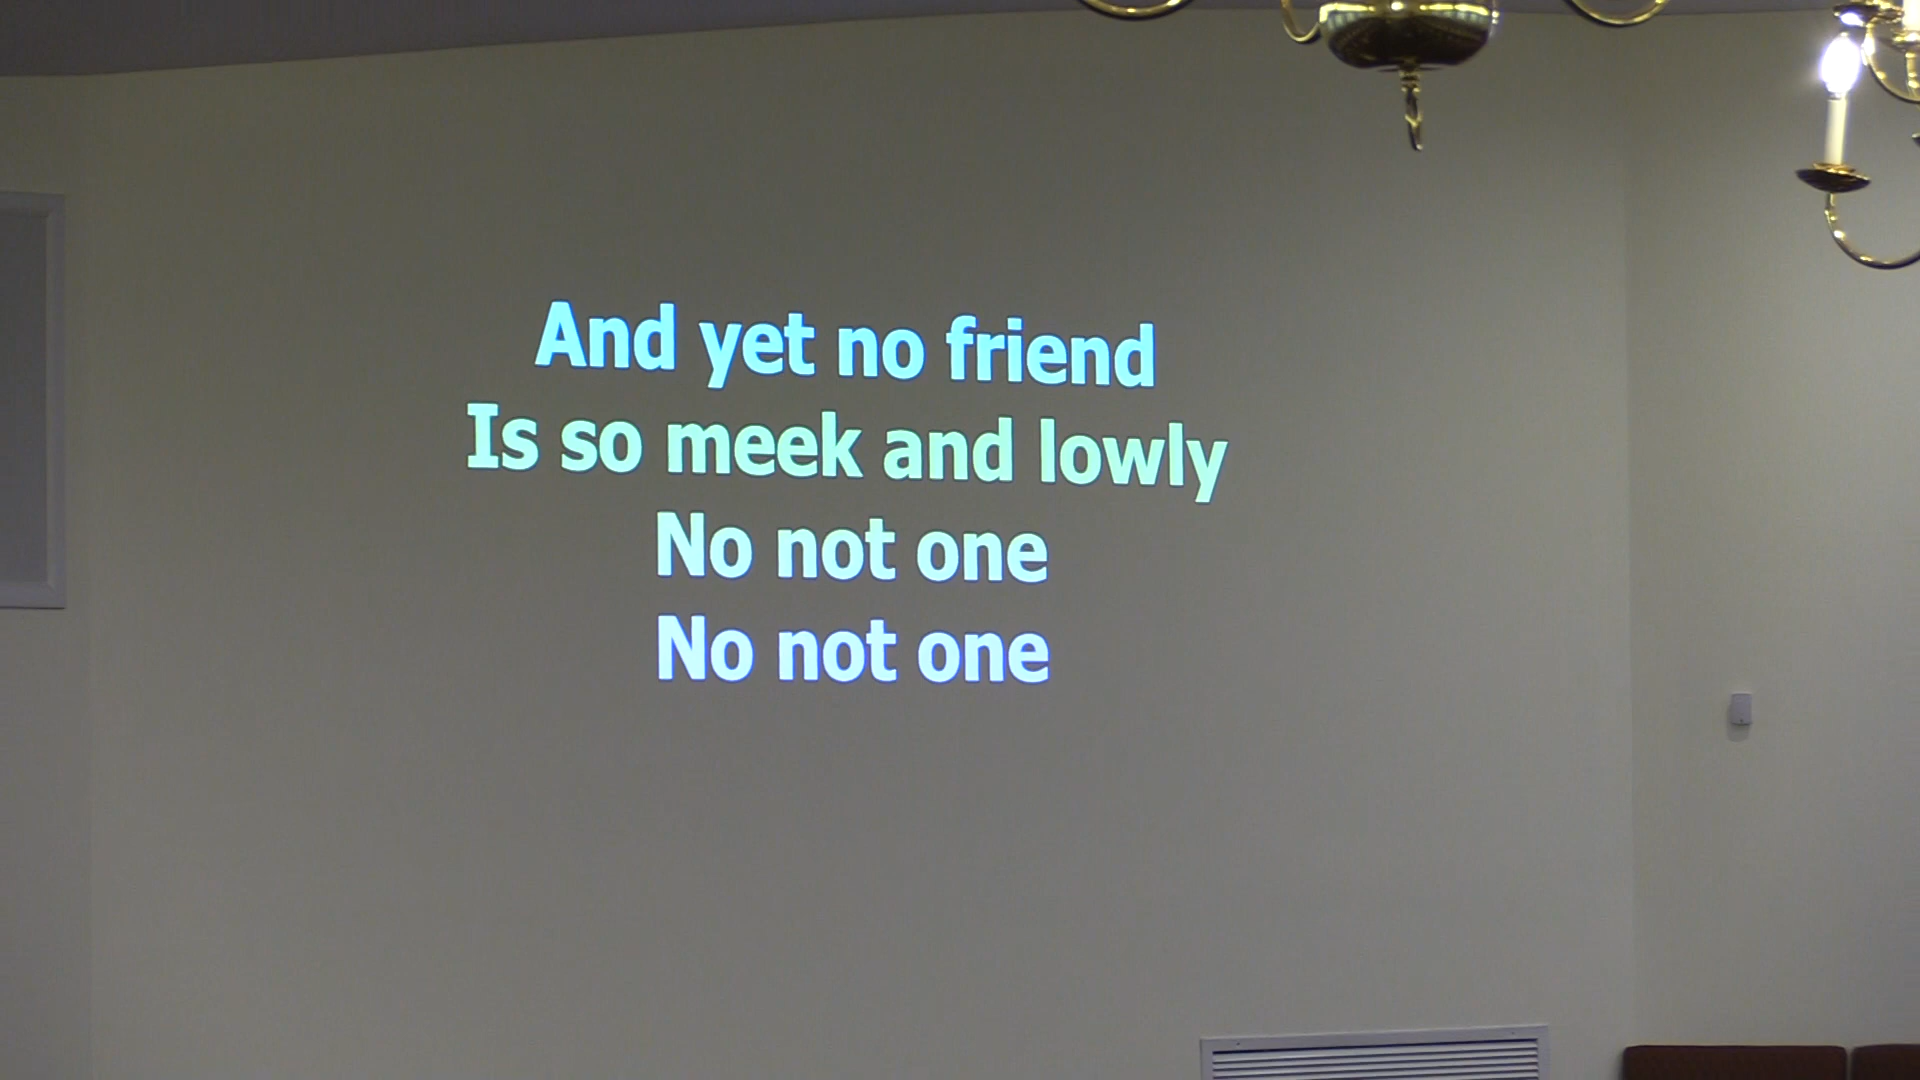 And yet no friend
Is so meek and lowly
No not one
No not one